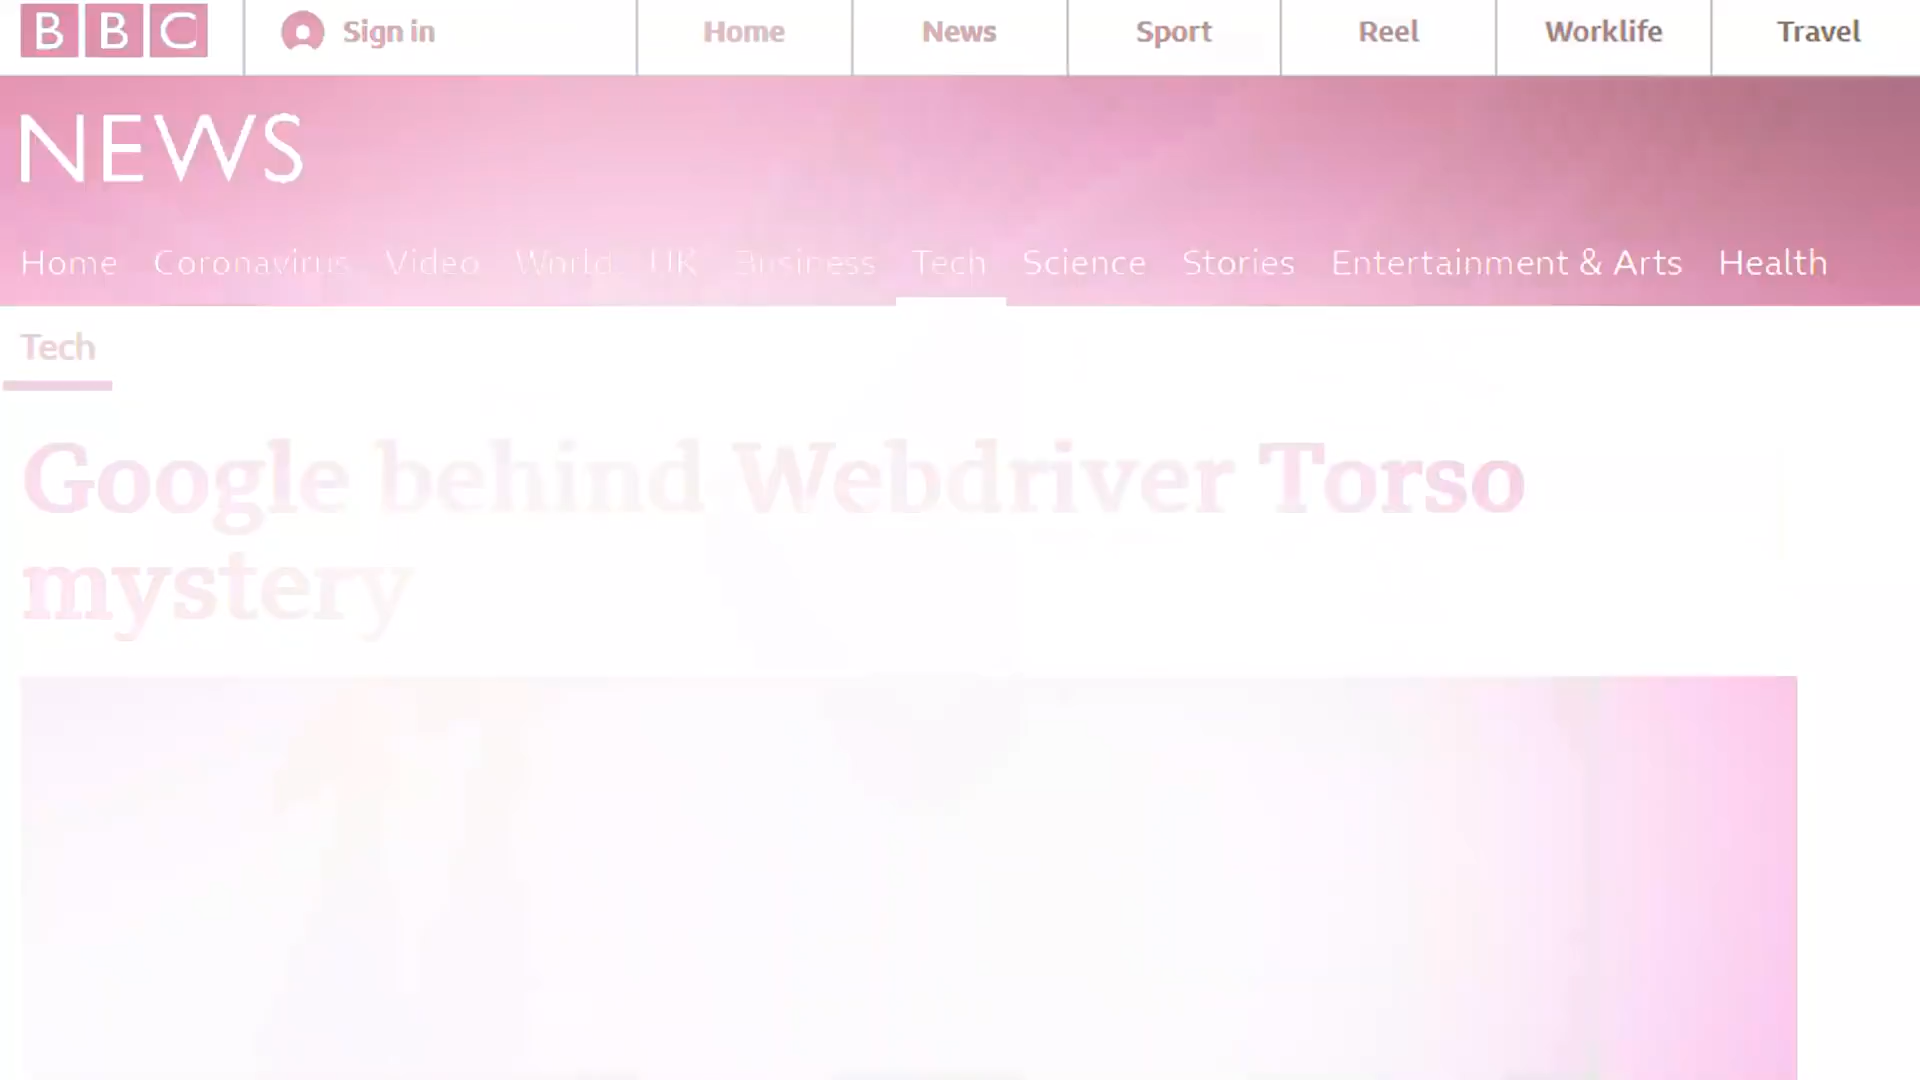 BBC Sign in Home News Sport Reel Worklife Travel
NEWS
Home Coronavirus Video World UK Business Tech Science Stories Entertainment & Arts Health
Tech
Google behind Webdriver Torso
mystery